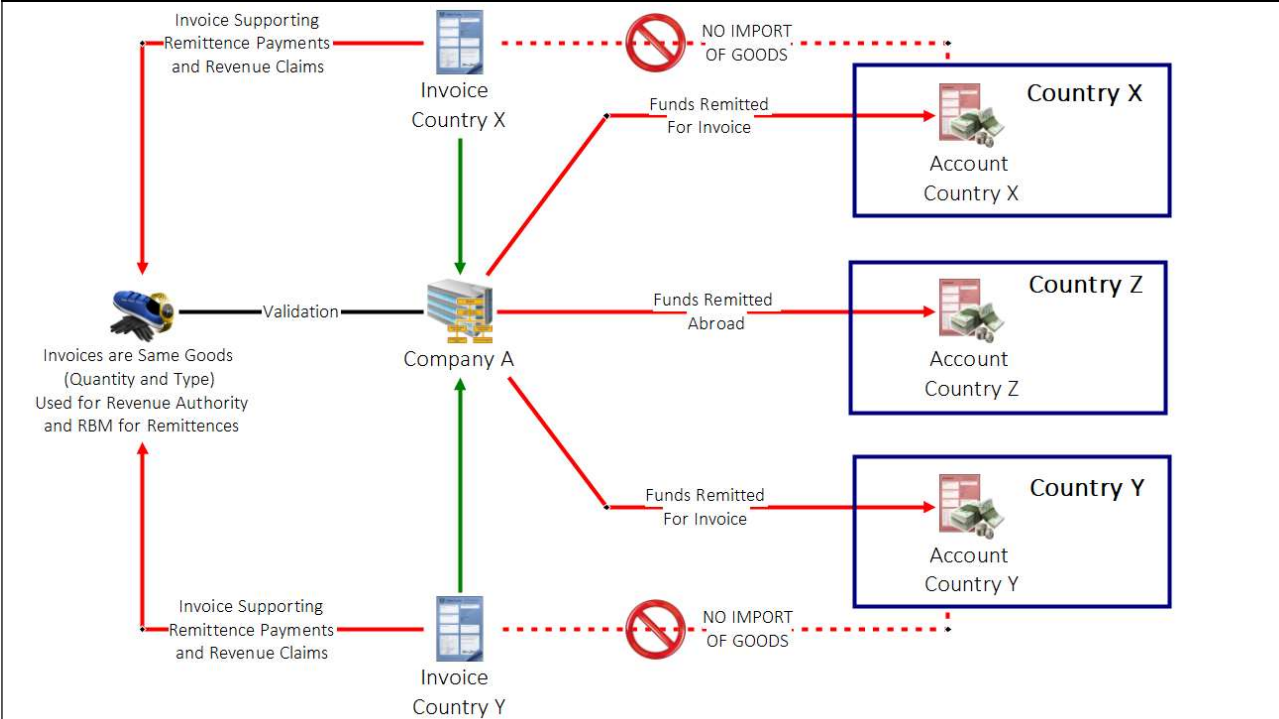 Invoice Supporting
Remittence Payments
and Revenue Claims
Invoice
Country X
NO IMPORT
OF GOODS
Country X
Funds Remitted
For Invoice
Account
Country X
Validation
Invoices are Same Goods
(Quantity and Type)
Used for Revenue Authority
and RBM for Remittences
Company A
Funds Remitted
Abroad
Country Z
Account
Country Z
Funds Remitted
For Invoice
Country Y
Account
Country Y
Invoice Supporting
Remittence Payments
and Revenue Claims
Invoice
Country Y
NO IMPORT
OF GOODS